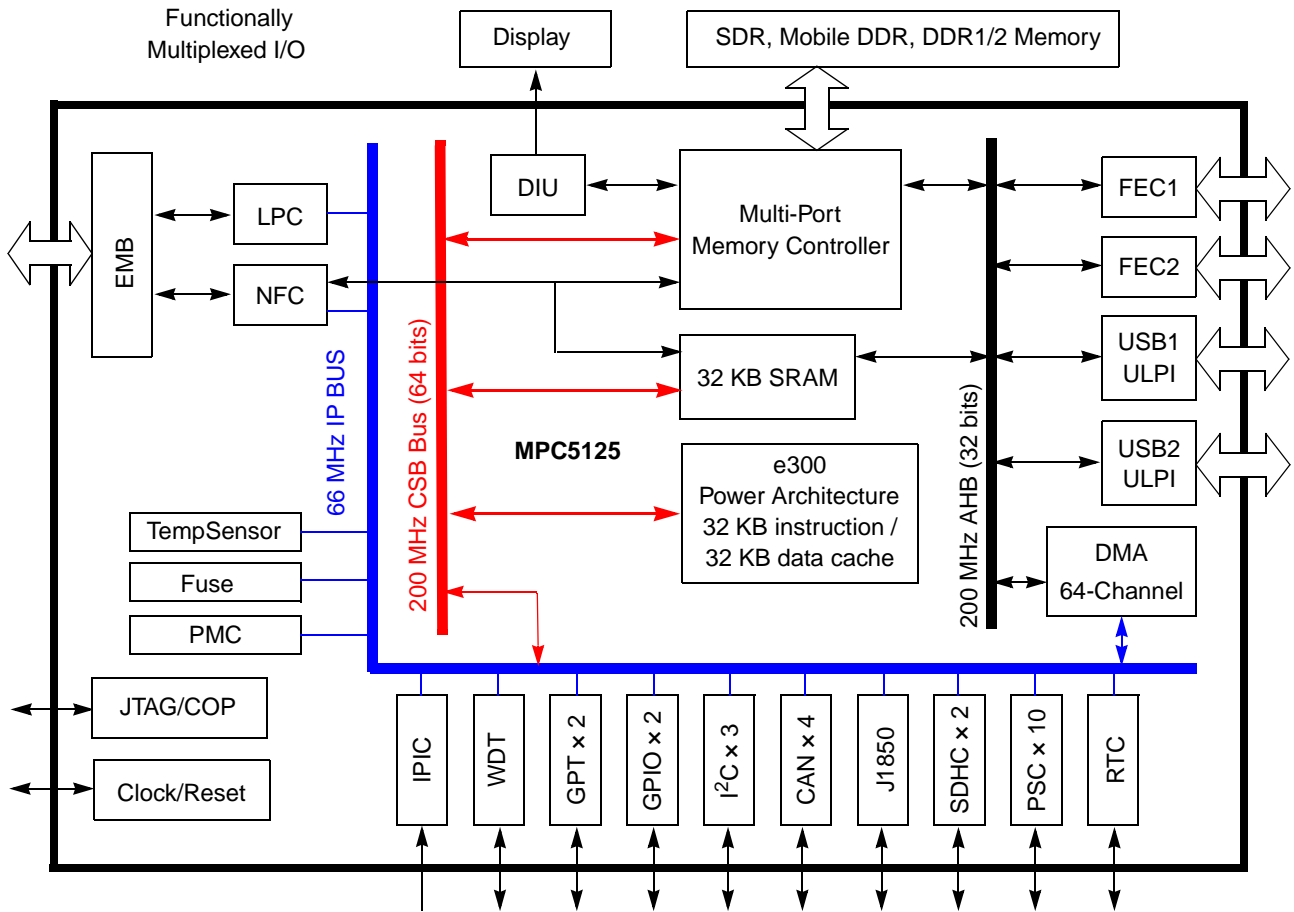 Functionally
Multiplexed I/O
Display
SDR, Mobile DDR, DDR1/2 Memory
EMB
LPC
NFC
DIU
Multi-Port
Memory Controller
FEC1
FEC2
USB1
ULPI
USB2
ULPI
32 KB SRAM
MPC5125
e300
Power Architecture
32 KB instruction /
32 KB data cache
66 MHz IP BUS
200 MHz CSB Bus (64 bits)
200 MHz AHB (32 bits)
DMA
64-Channel
TempSensor
Fuse
PMC
JTAG/COP
Clock/Reset
IPIC
WDT
GPT × 2
GPIO × 2
I²C × 3
CAN × 4
J1850
SDHC × 2
PSC × 10
RTC